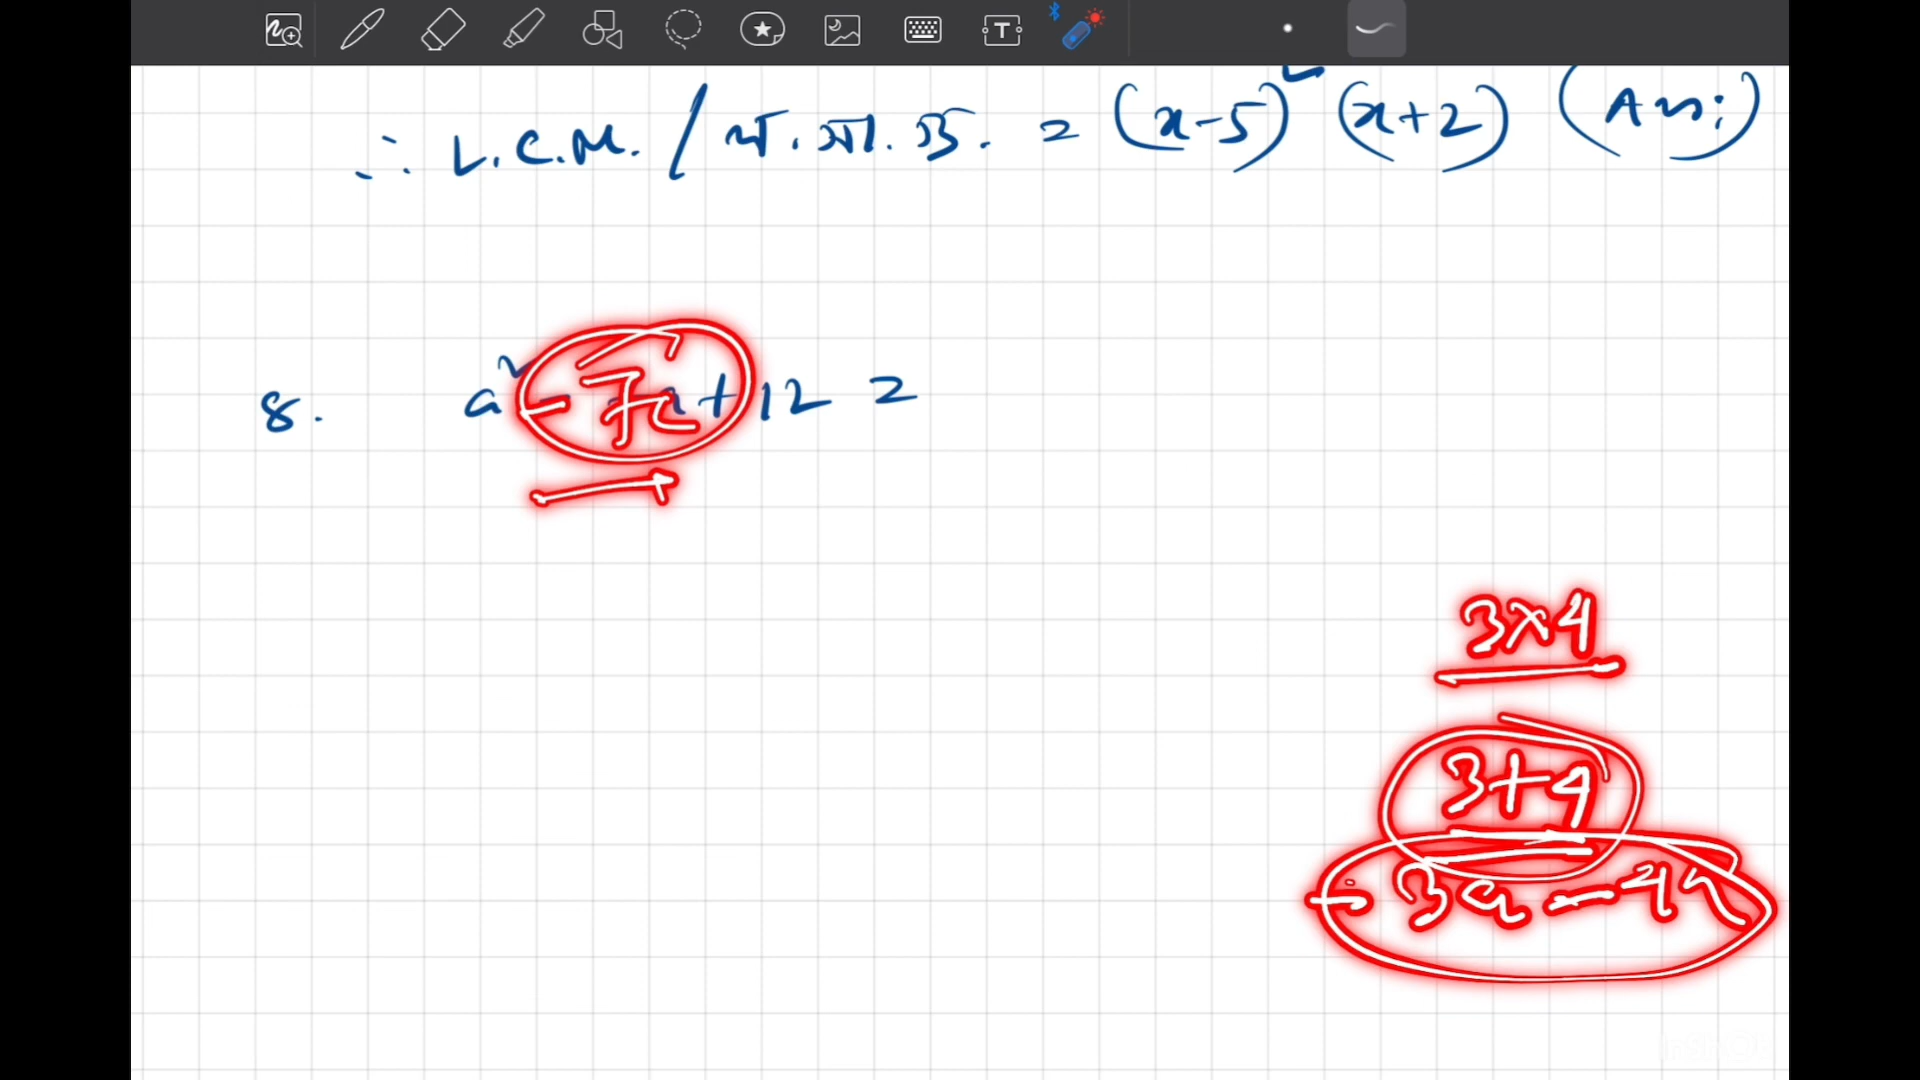 ∴ L.C.M. / ল.সা.গু. = (x-5)² (x+2) (Ans:)
8. a² - 7a + 12 =
3×4
3+4
- 3a - 4a